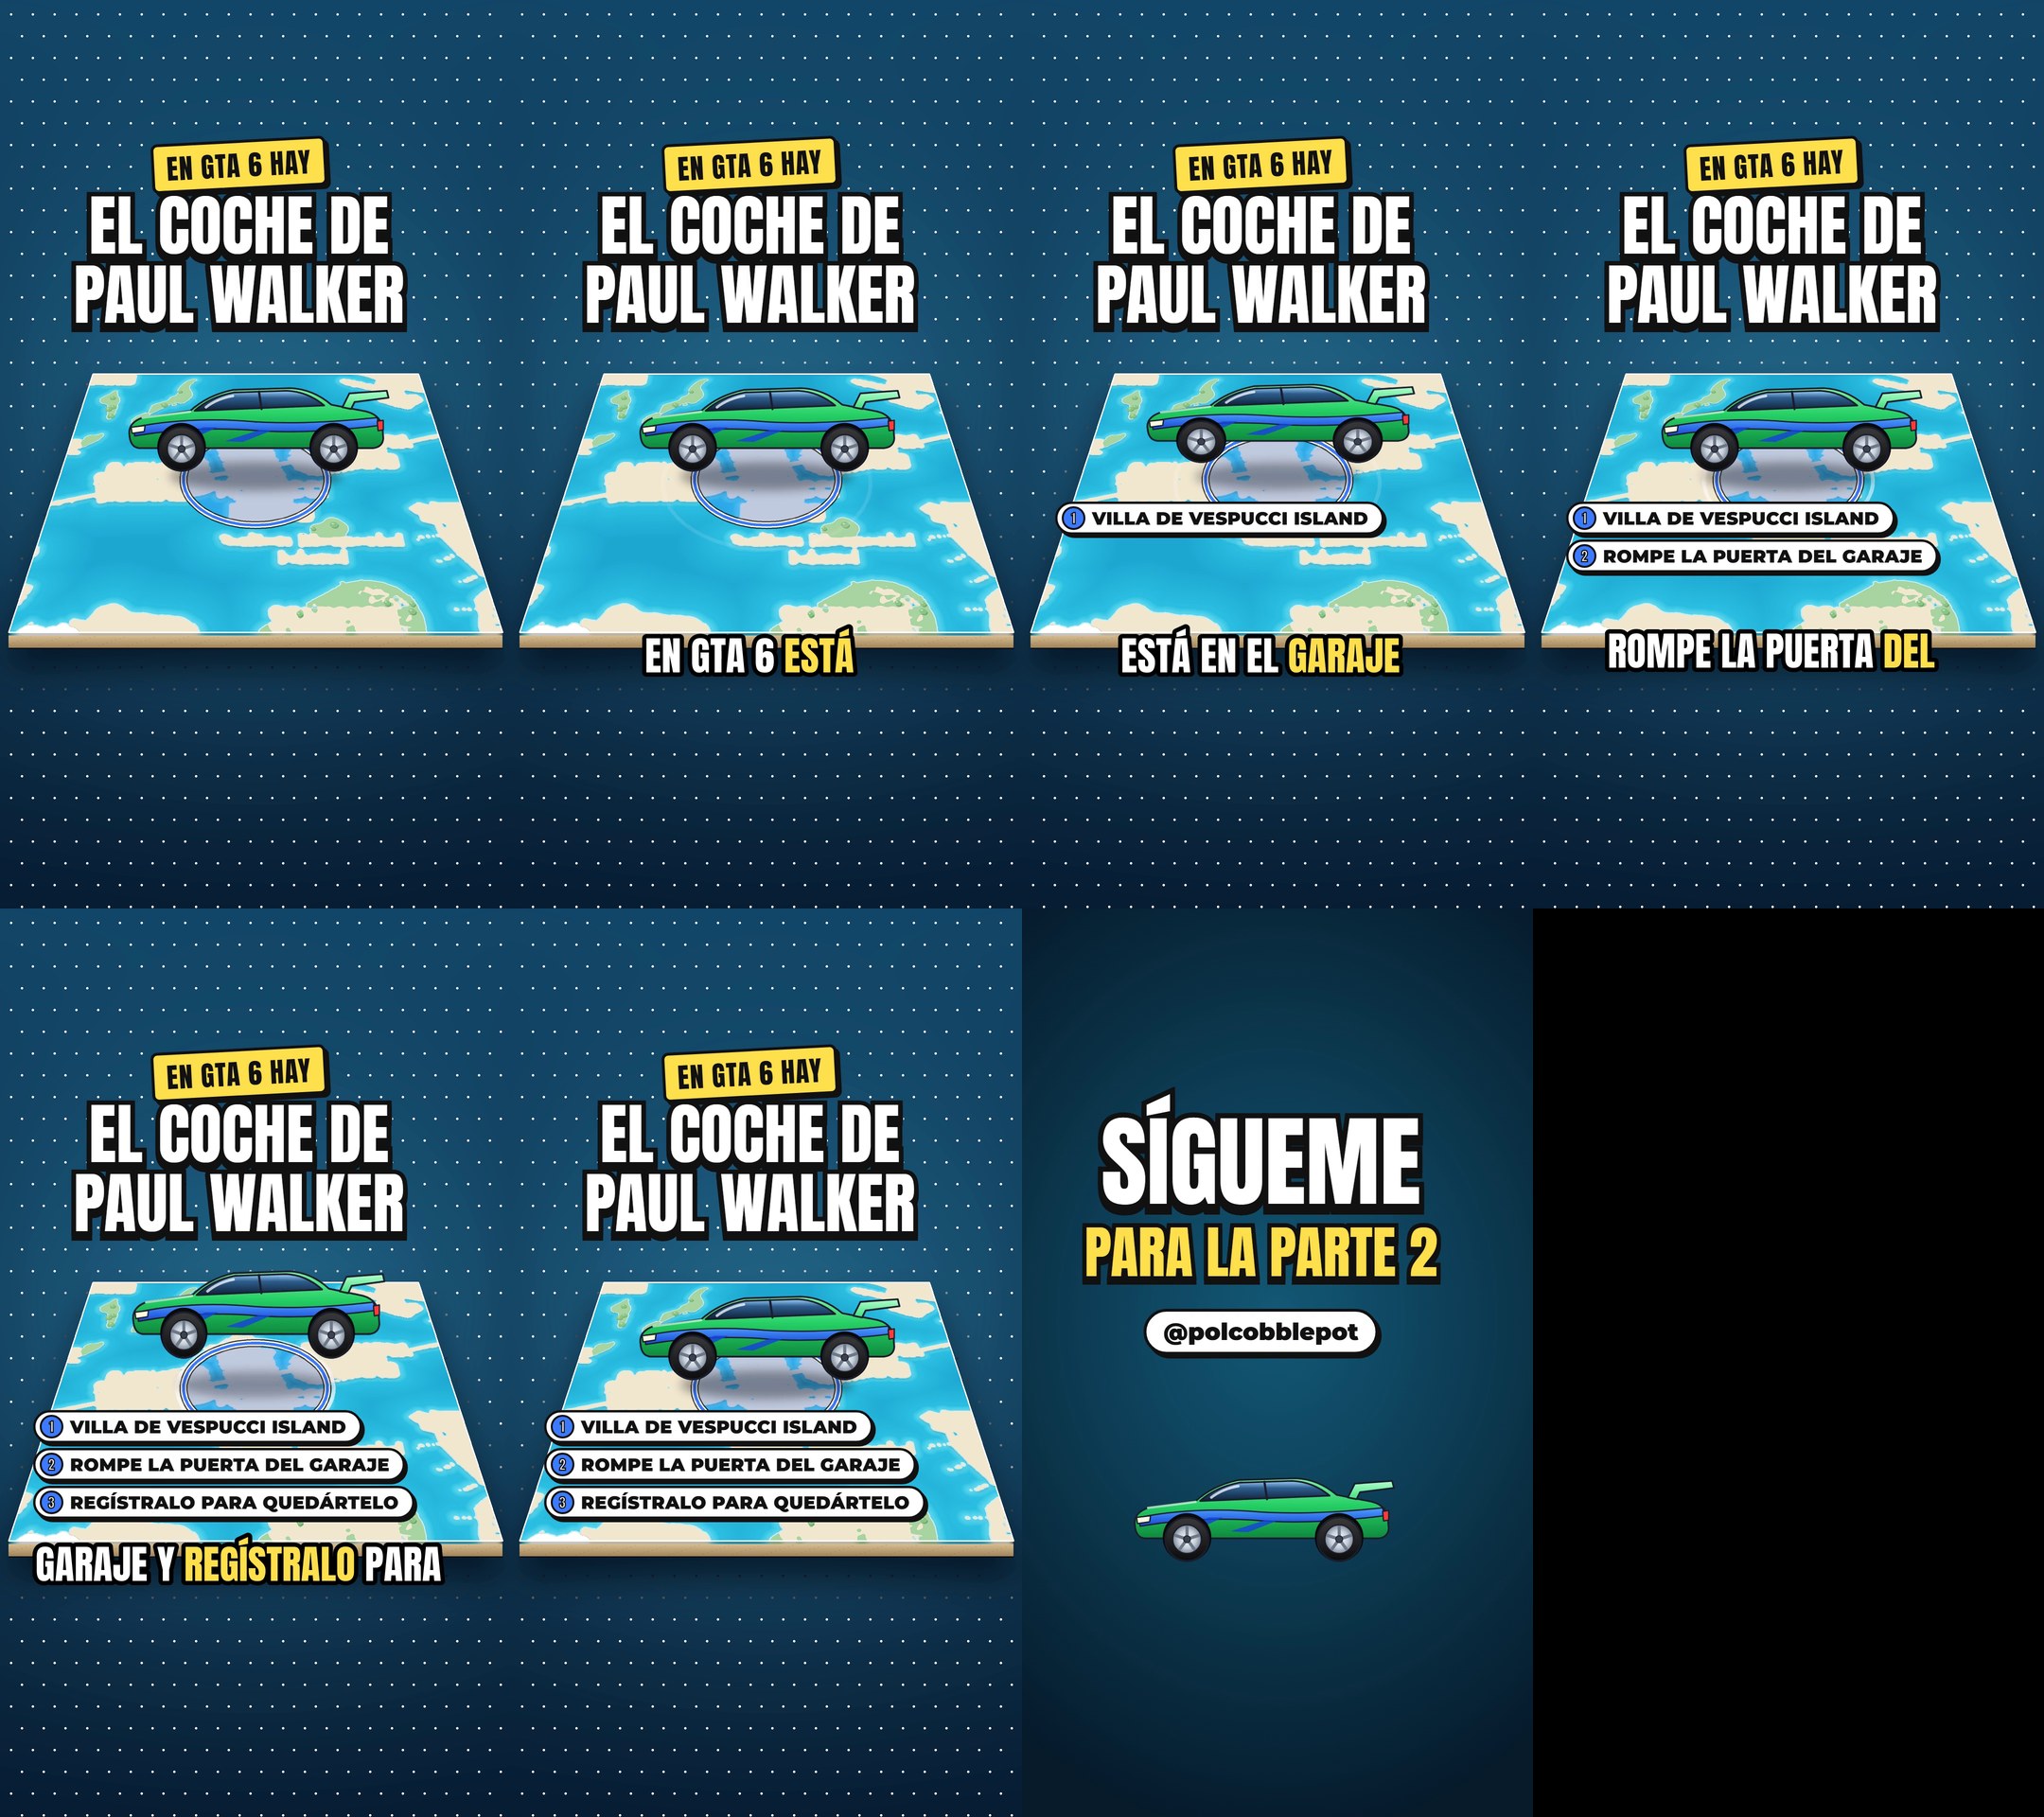 EN GTA 6 HAY
EL COCHE DE
PAUL WALKER
EN GTA 6 HAY
EL COCHE DE
PAUL WALKER
EN GTA 6 ESTÁ
EN GTA 6 HAY
EL COCHE DE
PAUL WALKER
1 VILLA DE VESPUCCI ISLAND
ESTÁ EN EL GARAJE
EN GTA 6 HAY
EL COCHE DE
PAUL WALKER
1 VILLA DE VESPUCCI ISLAND
2 ROMPE LA PUERTA DEL GARAJE
ROMPE LA PUERTA DEL
EN GTA 6 HAY
EL COCHE DE
PAUL WALKER
1 VILLA DE VESPUCCI ISLAND
2 ROMPE LA PUERTA DEL GARAJE
3 REGÍSTRALO PARA QUEDÁRTELO
GARAJE Y REGÍSTRALO PARA
EN GTA 6 HAY
EL COCHE DE
PAUL WALKER
1 VILLA DE VESPUCCI ISLAND
2 ROMPE LA PUERTA DEL GARAJE
3 REGÍSTRALO PARA QUEDÁRTELO
SÍGUEME
PARA LA PARTE 2
@polcobblepot